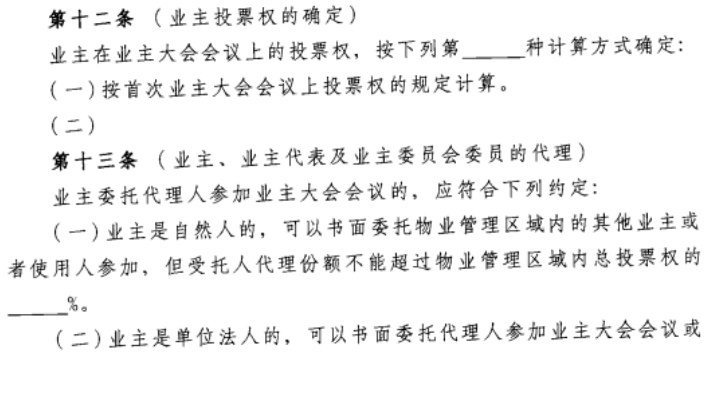 第十二条 （业主投票权的确定）
业主在业主大会会议上的投票权，按下列第______种计算方式确定：
（一）按首次业主大会会议上投票权的规定计算。
（二）
第十三条 （业主、业主代表及业主委员会委员的代理）
业主委托代理人参加业主大会会议的，应符合下列约定：
（一）业主是自然人的，可以书面委托物业管理区域内的其他业主或
者使用人参加，但受托人代理份额不能超过物业管理区域内总投票权的
______%。
（二）业主是单位法人的，可以书面委托代理人参加业主大会会议或